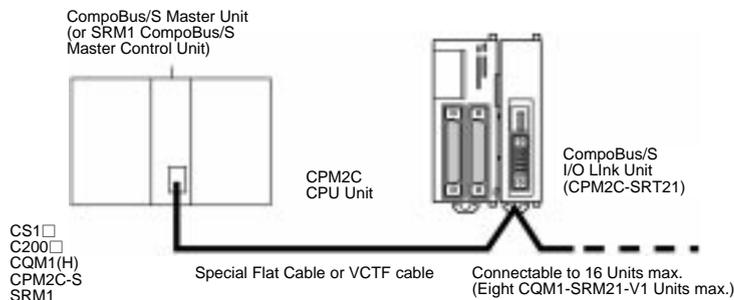 CompoBus/S Master Unit
(or SRM1 CompoBus/S
Master Control Unit)
CPM2C
CPU Unit
CompoBus/S
I/O LInk Unit
(CPM2C-SRT21)
CS1□
C200□
CQM1(H)
CPM2C-S
SRM1
Special Flat Cable or VCTF cable
Connectable to 16 Units max.
(Eight CQM1-SRM21-V1 Units max.)